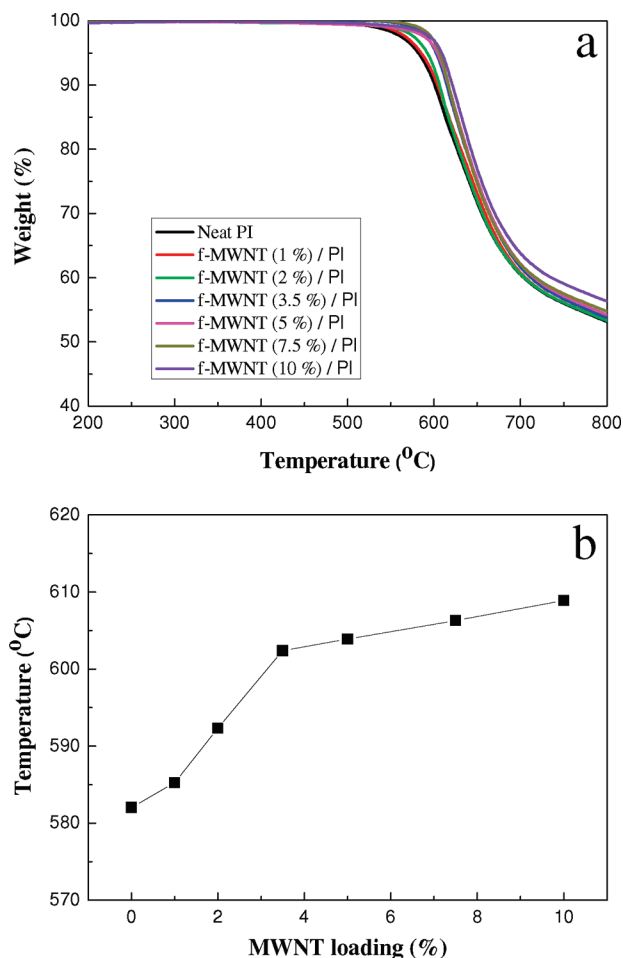 100
a
90
80
Weight (%)
70
60
50
40
Neat PI
f-MWNT (1 %) / PI
f-MWNT (2 %) / PI
f-MWNT (3.5 %) / PI
f-MWNT (5 %) / PI
f-MWNT (7.5 %) / PI
f-MWNT (10 %) / PI
200 300 400 500 600 700 800
Temperature (°C)
620
b
610
600
Temperature (°C)
590
580
570
0 2 4 6 8 10
MWNT loading (%)